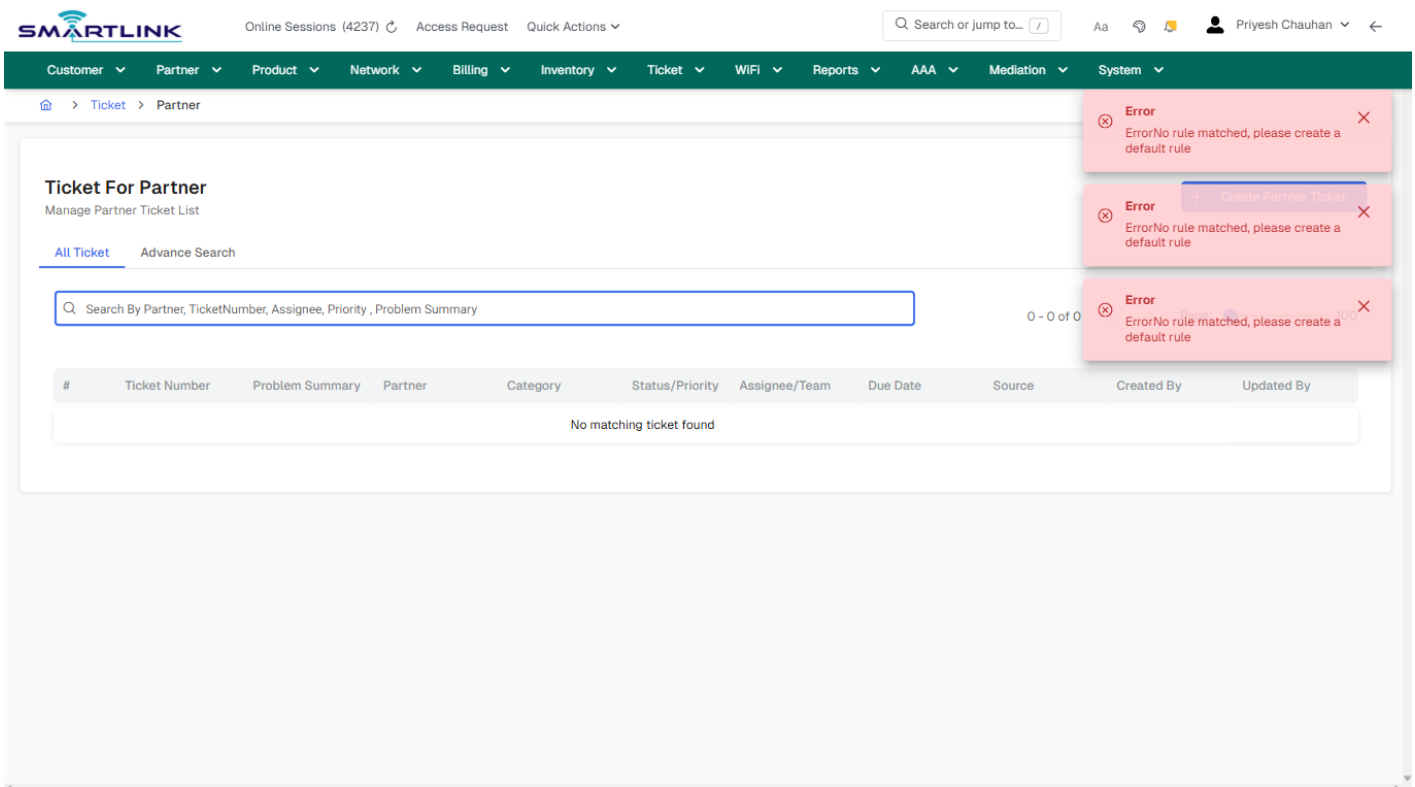 SMARTLINK
Online Sessions (4237) Access Request Quick Actions
Search or jump to... /
Aa
Priyesh Chauhan
Customer Partner Product Network Billing Inventory Ticket WiFi Reports AAA Mediation System
> Ticket > Partner
Error
ErrorNo rule matched, please create a
default rule
Ticket For Partner
Manage Partner Ticket List
+ Create Partner Ticket
Error
ErrorNo rule matched, please create a
default rule
All Ticket Advance Search
Search By Partner, TicketNumber, Assignee, Priority , Problem Summary
0 - 0 of 0
Page: 100
Error
ErrorNo rule matched, please create a
default rule
# Ticket Number Problem Summary Partner Category Status/Priority Assignee/Team Due Date Source Created By Updated By
No matching ticket found